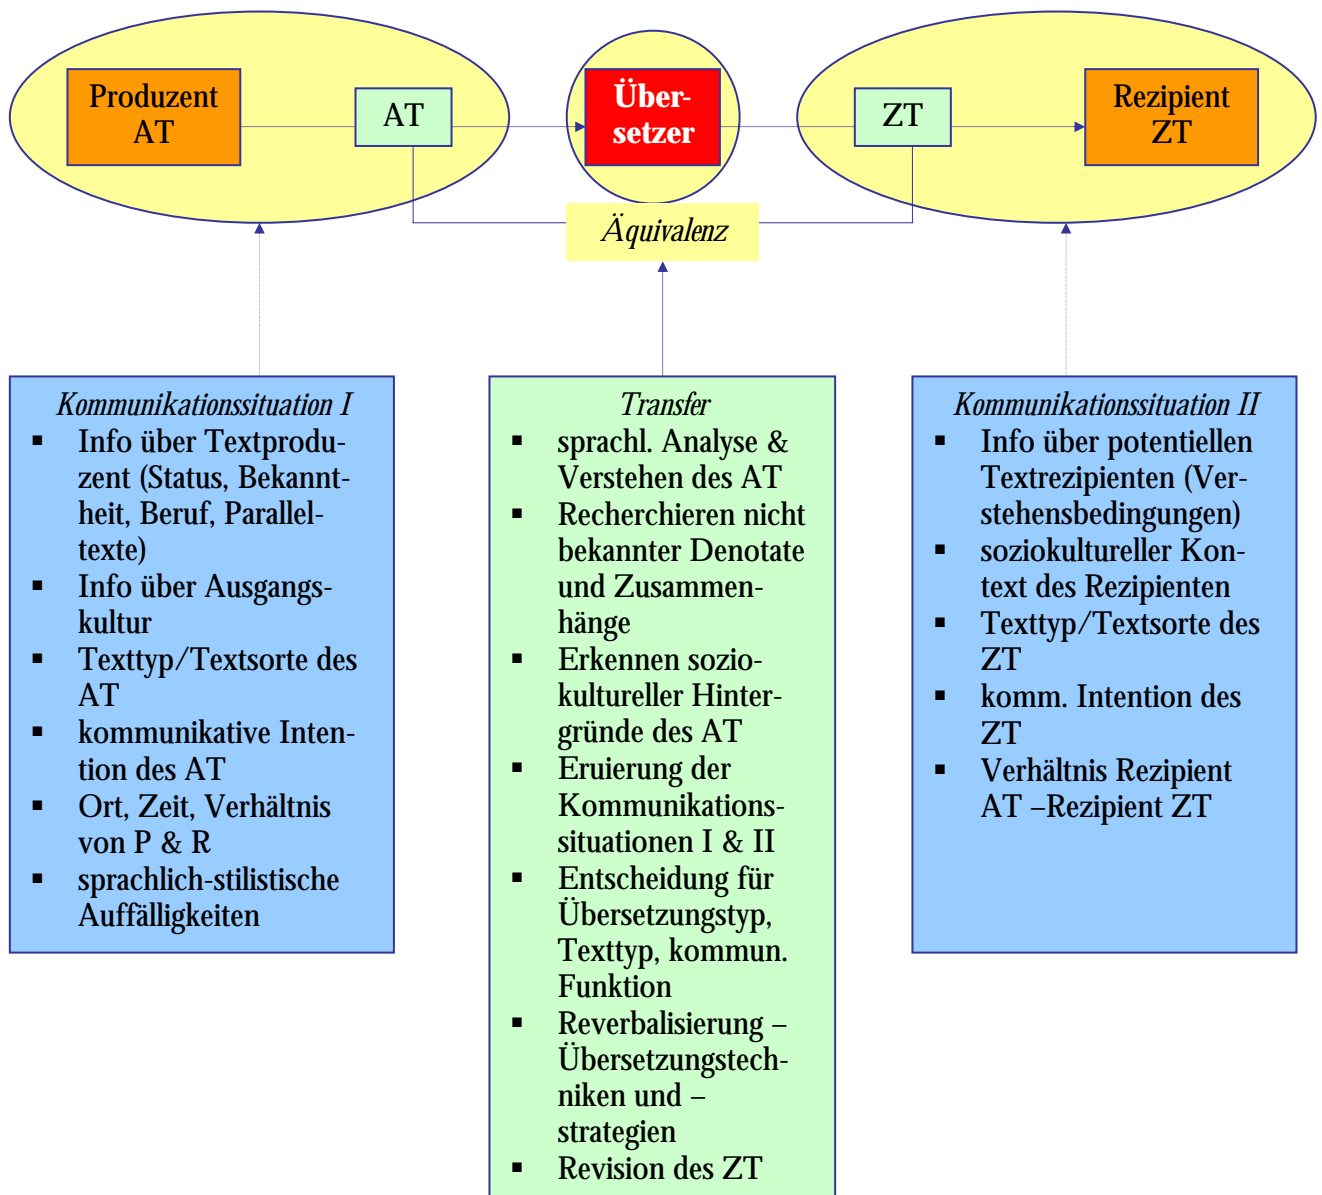 Produzent
AT
AT
Über-
setzer
ZT
Rezipient
ZT
Äquivalenz
Kommunikationssituation I
▪ Info über Textprodu-
zent (Status, Bekannt-
heit, Beruf, Parallel-
texte)
▪ Info über Ausgangs-
kultur
▪ Texttyp/Textsorte des
AT
▪ kommunikative Inten-
tion des AT
▪ Ort, Zeit, Verhältnis
von P & R
▪ sprachlich-stilistische
Auffälligkeiten
Transfer
▪ sprachl. Analyse &
Verstehen des AT
▪ Recherchieren nicht
bekannter Denotate
und Zusammen-
hänge
▪ Erkennen sozio-
kultureller Hinter-
gründe des AT
▪ Eruierung der
Kommunikations-
situationen I & II
▪ Entscheidung für
Übersetzungstyp,
Texttyp, kommun.
Funktion
▪ Reverbalisierung –
Übersetzungstech-
niken und –
strategien
▪ Revision des ZT
Kommunikationssituation II
▪ Info über potentiellen
Textrezipienten (Ver-
stehensbedingungen)
▪ soziokultureller Kon-
text des Rezipienten
▪ Texttyp/Textsorte des
ZT
▪ komm. Intention des
ZT
▪ Verhältnis Rezipient
AT –Rezipient ZT